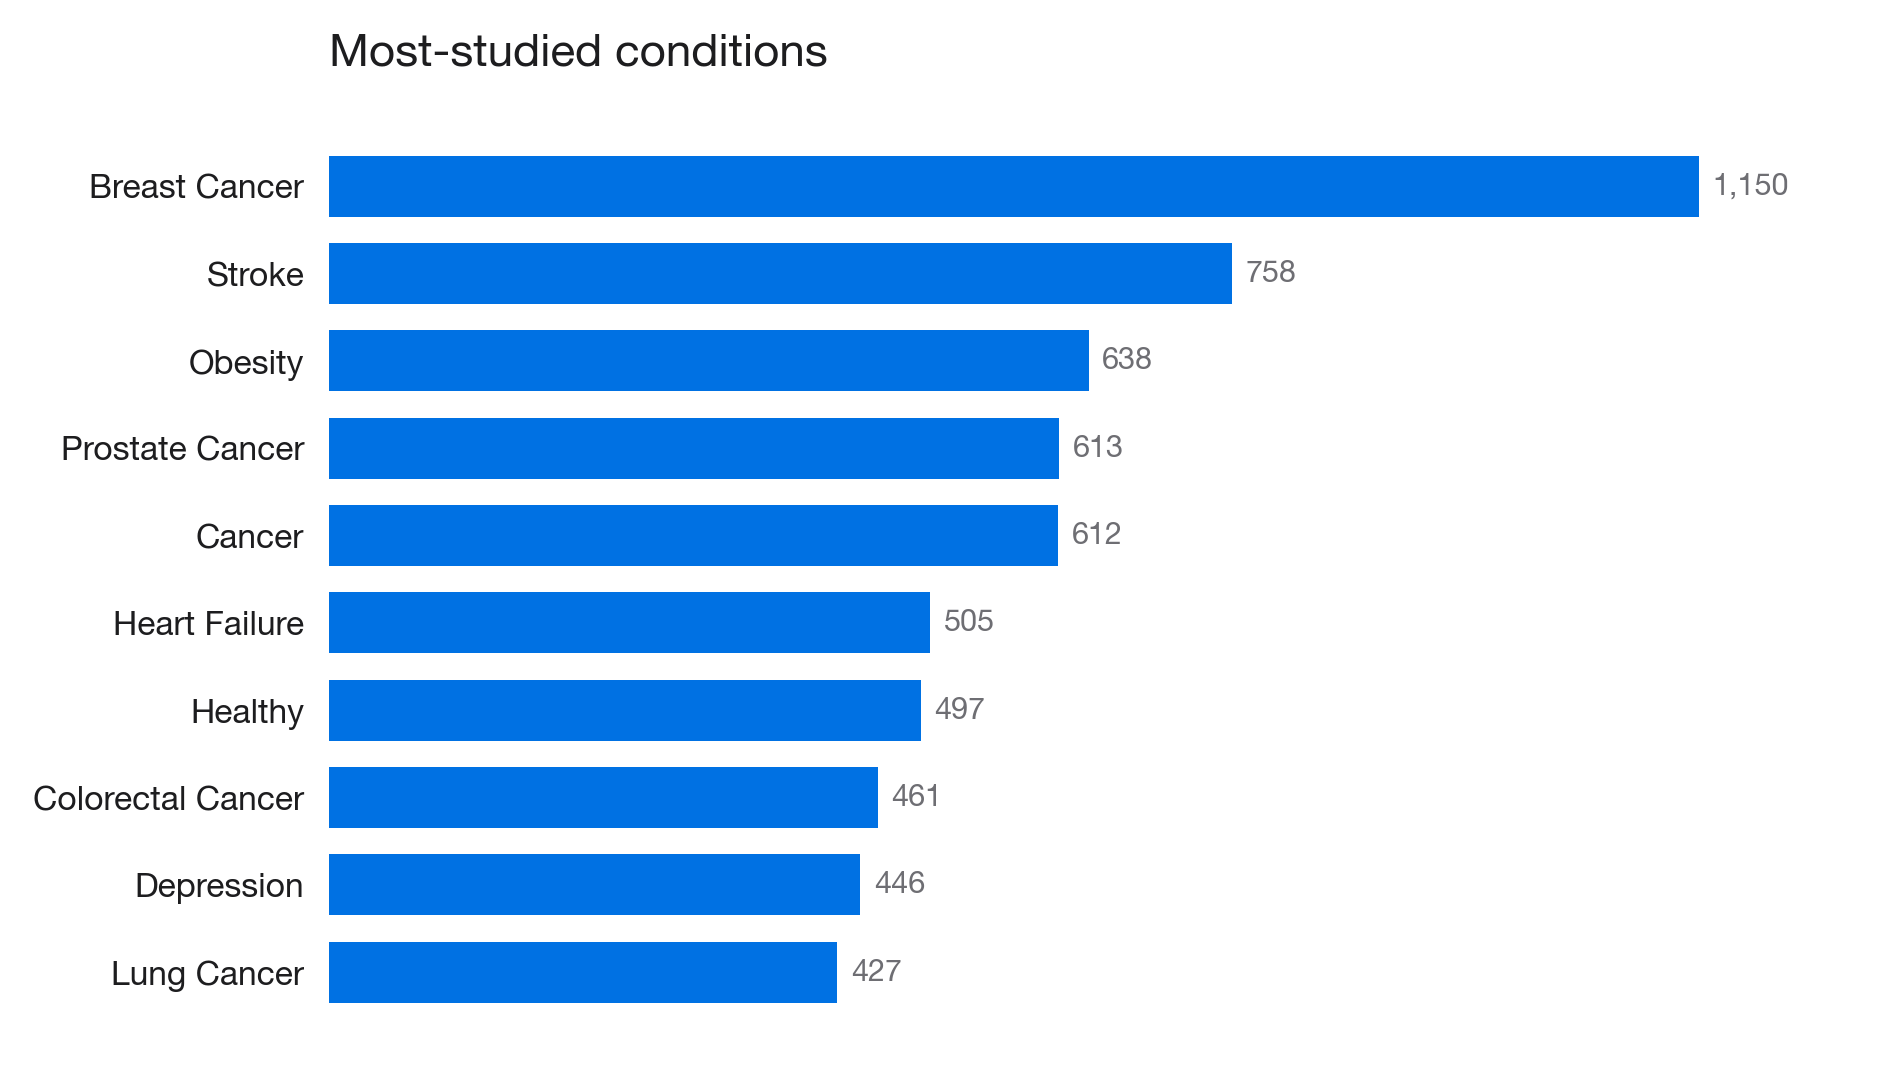 Most-studied conditions
Breast Cancer 1,150
Stroke 758
Obesity 638
Prostate Cancer 613
Cancer 612
Heart Failure 505
Healthy 497
Colorectal Cancer 461
Depression 446
Lung Cancer 427